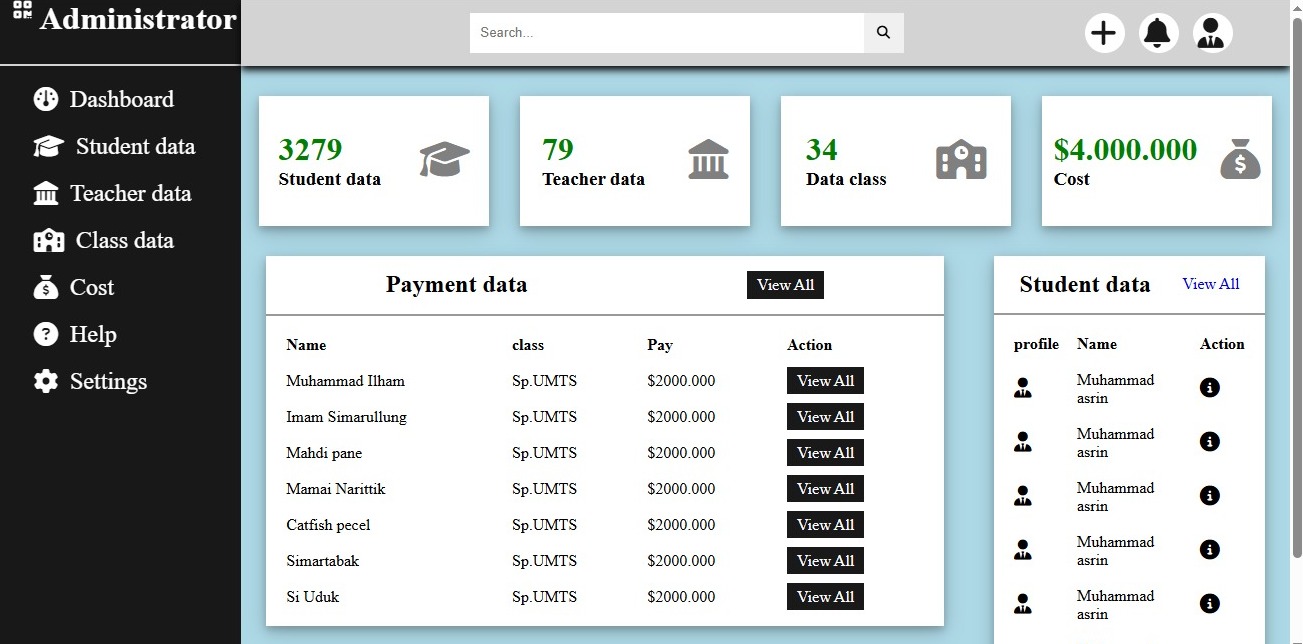 Administrator
Search...
Dashboard
Student data
Teacher data
Class data
Cost
Help
Settings
3279
Student data
79
Teacher data
34
Data class
$4.000.000
Cost
Payment data View All
Name class Pay Action
Muhammad Ilham Sp.UMTS $2000.000 View All
Imam Simarullung Sp.UMTS $2000.000 View All
Mahdi pane Sp.UMTS $2000.000 View All
Mamai Narittik Sp.UMTS $2000.000 View All
Catfish pecel Sp.UMTS $2000.000 View All
Simartabak Sp.UMTS $2000.000 View All
Si Uduk Sp.UMTS $2000.000 View All
Student data View All
profile Name Action
Muhammad
asrin
Muhammad
asrin
Muhammad
asrin
Muhammad
asrin
Muhammad
asrin